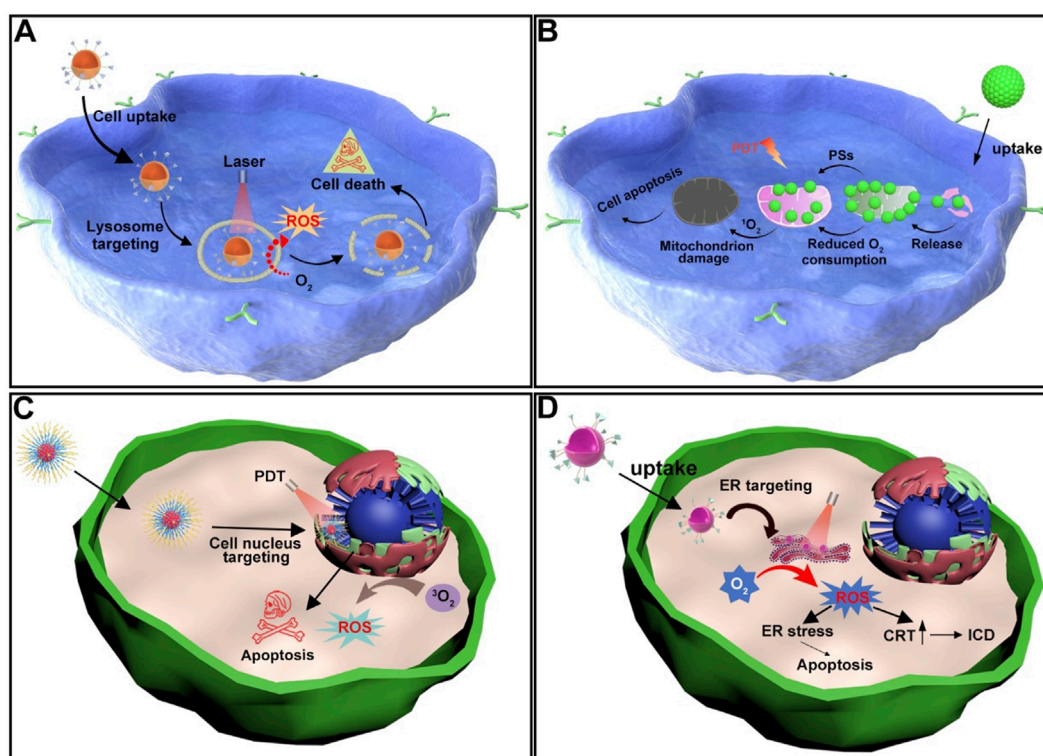 A
Cell uptake
Lysosome
targeting
Laser
ROS
O₂
Cell death
B
uptake
PDT
PSs
Cell apoptosis
¹O₂
Mitochondrion
damage
Reduced O₂
consumption
Release
C
PDT
Cell nucleus
targeting
³O₂
ROS
Apoptosis
D
uptake
ER targeting
O₂
ROS
ER stress
Apoptosis
CRT
ICD